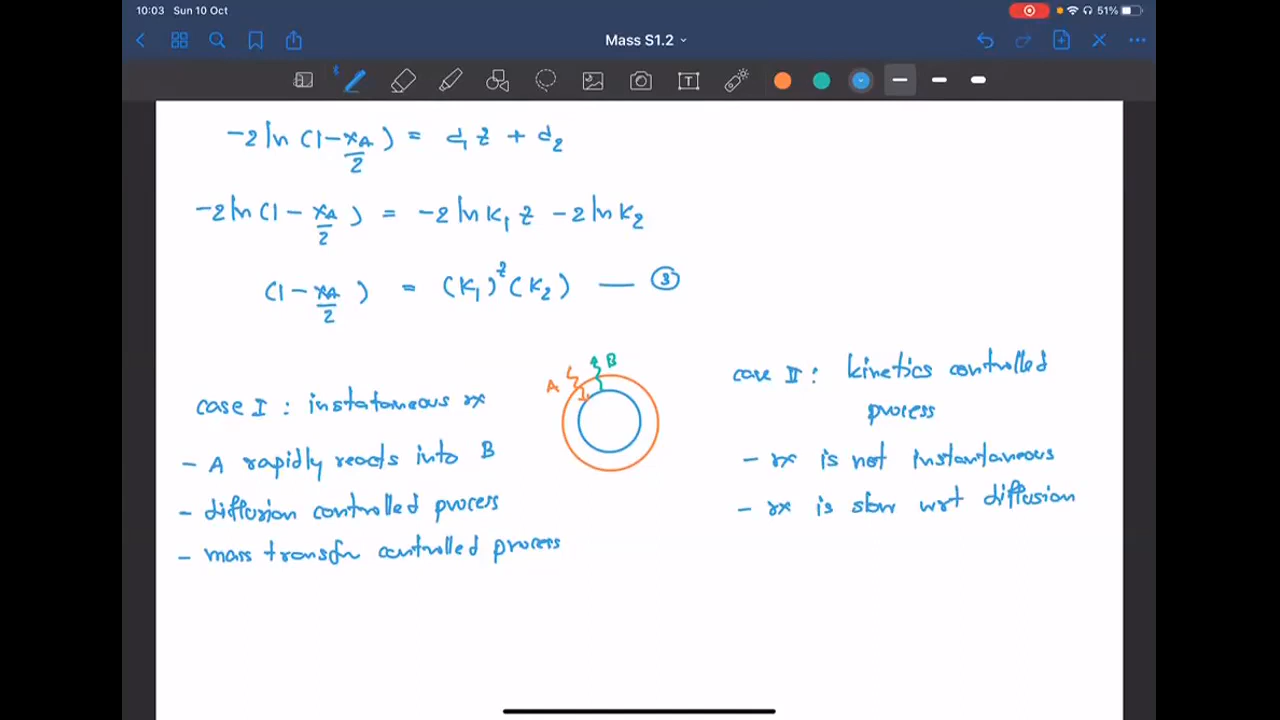 10:03 Sun 10 Oct
51%
Mass S1.2
-2 ln (1 - xA/2) = d1 z + d2
-2 ln (1 - xA/2) = -2 ln K1 z - 2 ln K2
(1 - xA/2) = (K1)^z (K2) — ③
A
B
case I : instataneous rx
- A rapidly reacts into B
- diffusion controlled process
- mass transfer controlled process
case II : kinetics controlled
process
- rx is not instantaneous
- rx is slow wrt diffusion